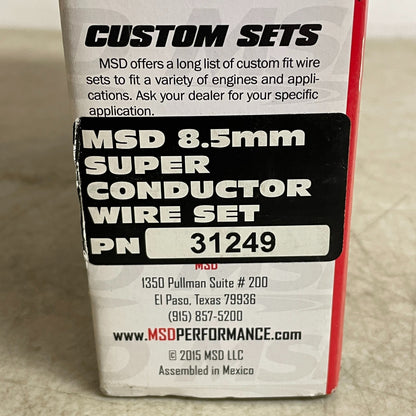 CUSTOM SETS
MSD offers a long list of custom fit wire
sets to fit a variety of engines and appli-
cations. Ask your dealer for your specific
application.
MSD 8.5mm
SUPER
CONDUCTOR
WIRE SET
PN 31249
MSD
1350 Pullman Suite # 200
El Paso, Texas 79936
(915) 857-5200
www.MSDPERFORMANCE.com
© 2015 MSD LLC
Assembled in Mexico